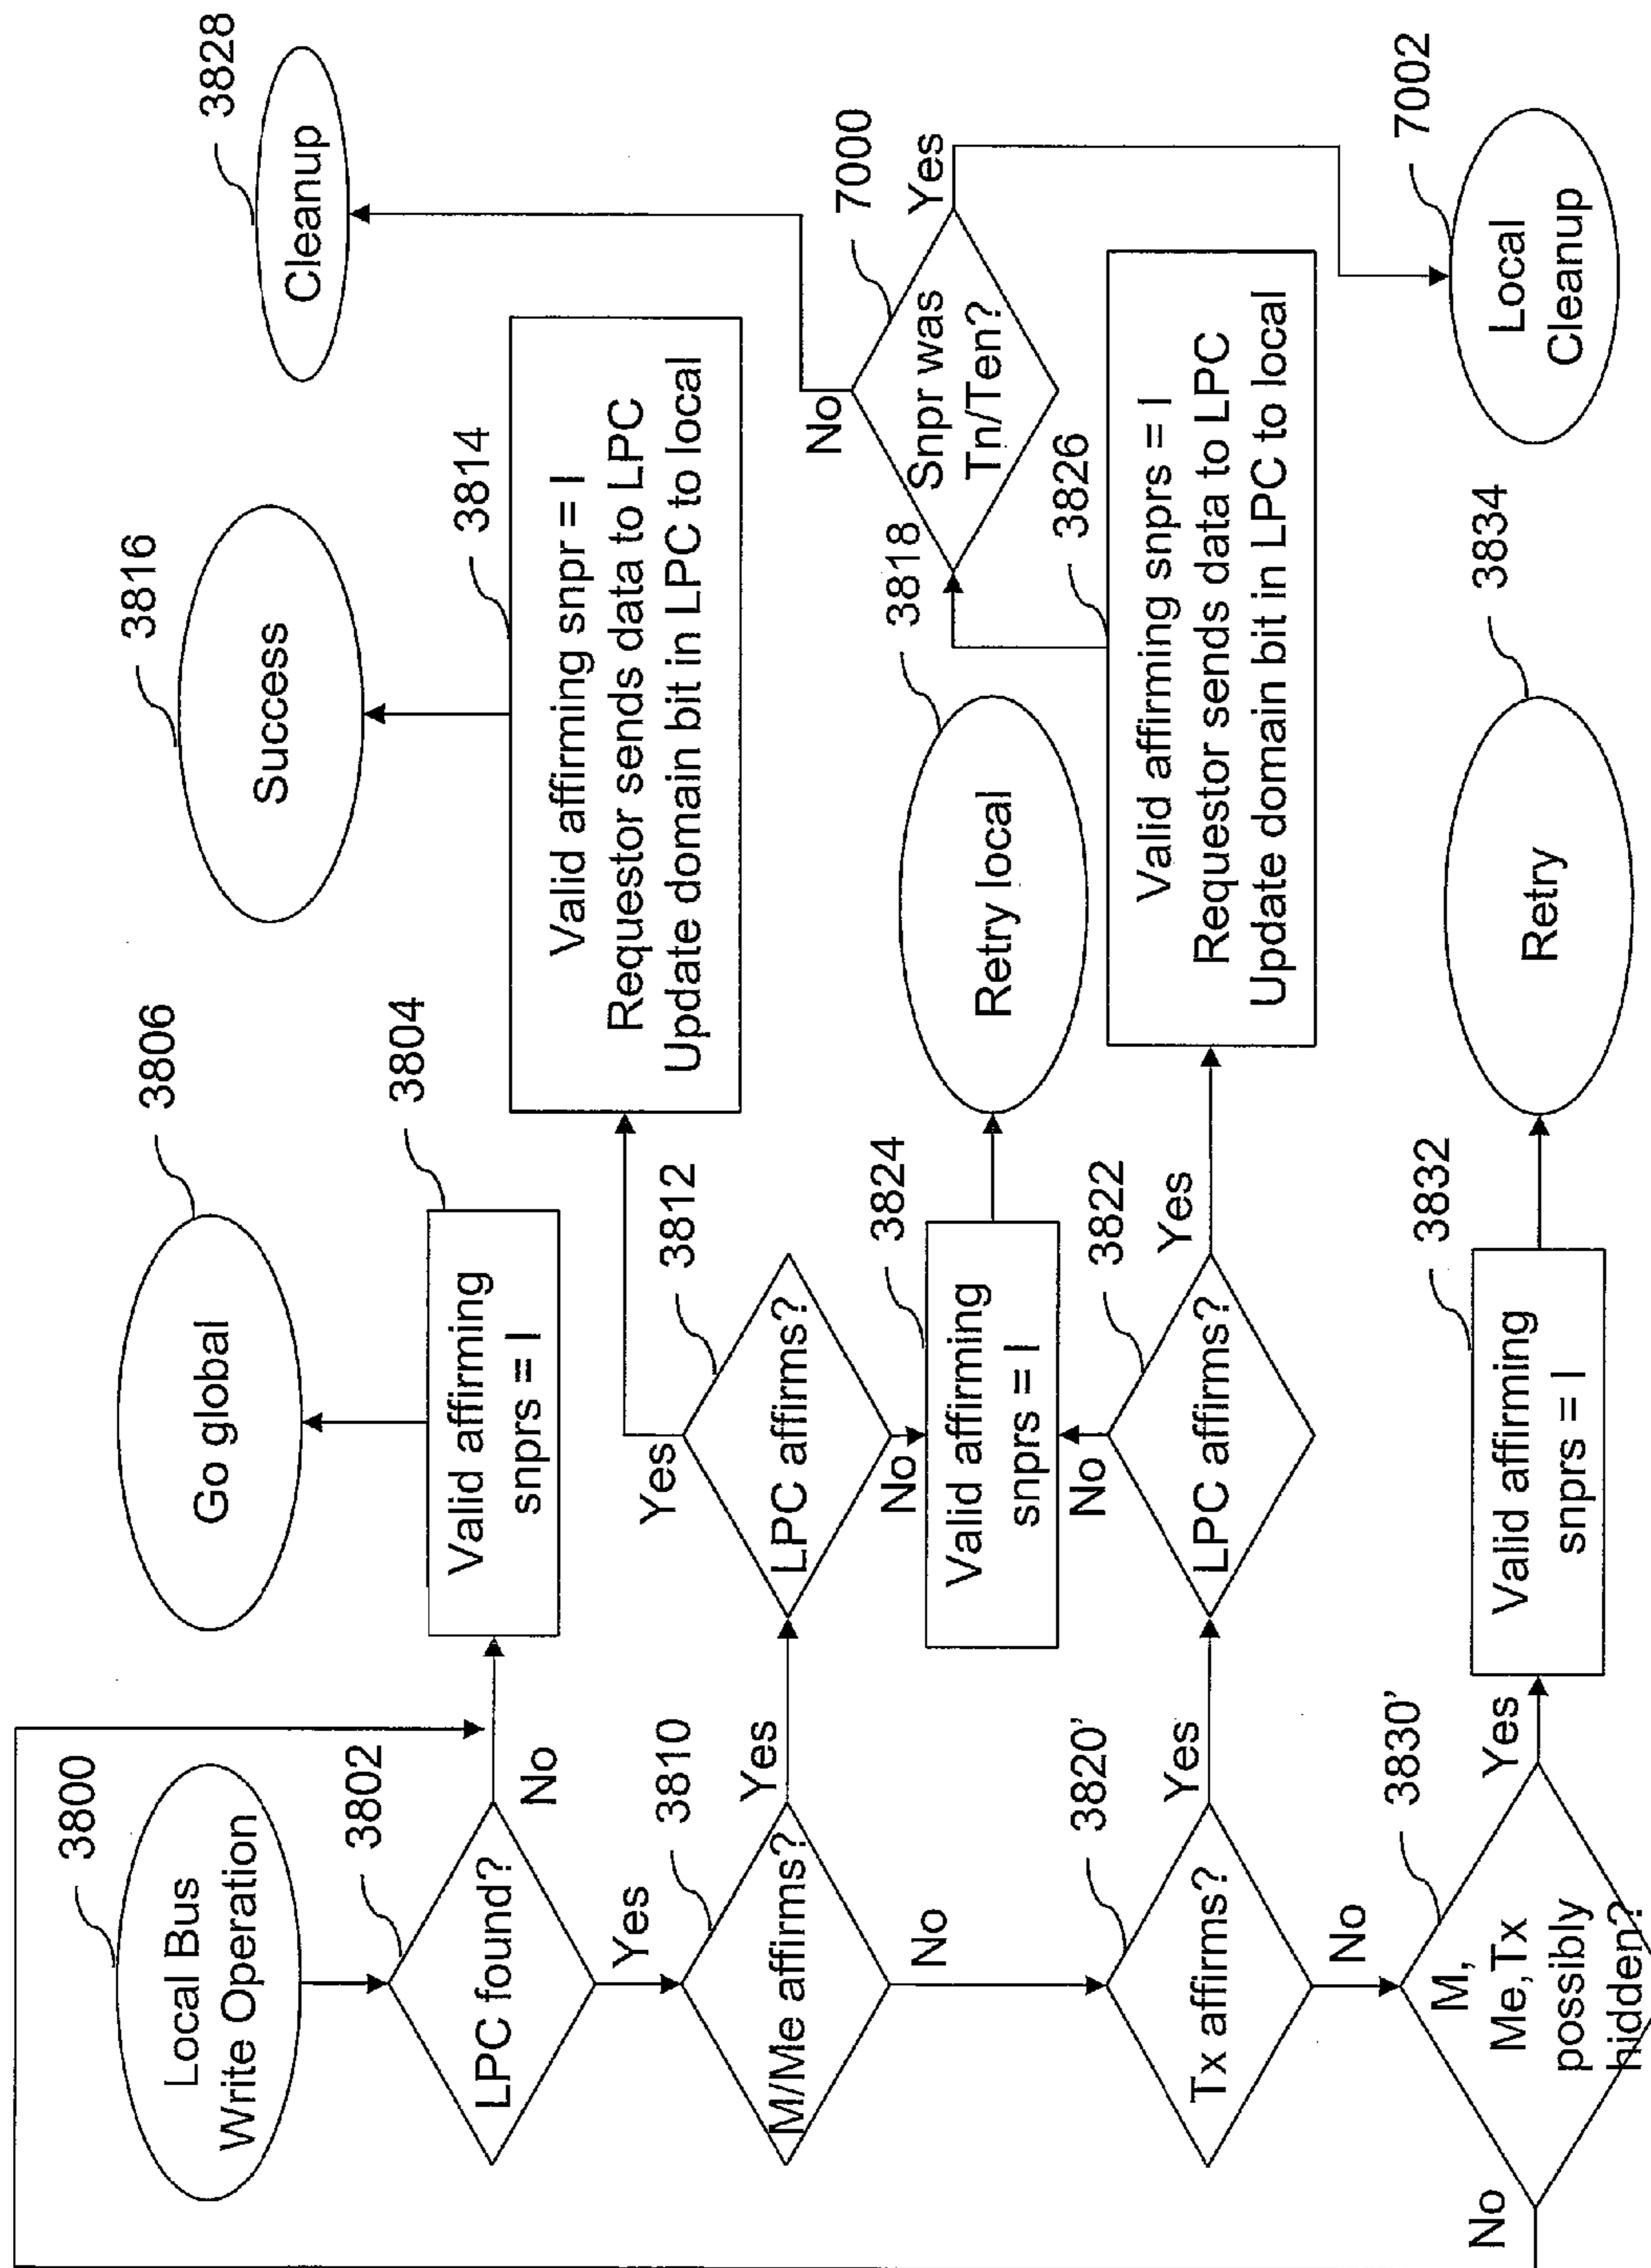 3800
Local Bus
Write Operation
3802
LPC found?
No
Yes
3804
Valid affirming
snprs = I
3806
Go global
3810
M/Me affirms?
Yes
No
3812
LPC affirms?
Yes
No
3814
Valid affirming snpr = I
Requestor sends data to LPC
Update domain bit in LPC to local
3816
Success
3820'
Tx affirms?
Yes
No
3822
LPC affirms?
Yes
No
3824
Valid affirming
snprs = I
3818
Retry local
3826
Valid affirming snprs = I
Requestor sends data to LPC
Update domain bit in LPC to local
7000
Snpr was
Tn/Ten?
No
Yes
3828
Cleanup
7002
Local
Cleanup
3830'
M,
Me,Tx
possibly
hidden?
Yes
No
3832
Valid affirming
snprs = I
3834
Retry